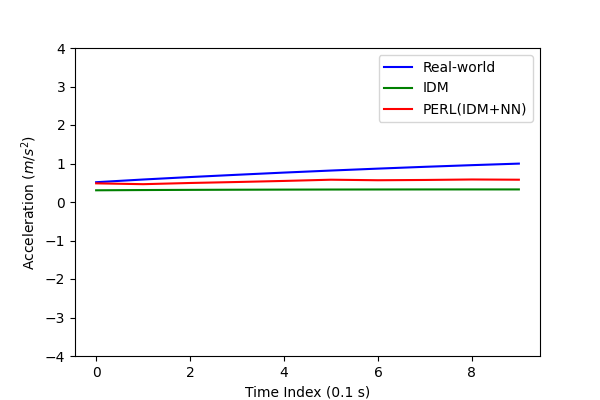 Real-world
IDM
PERL(IDM+NN)
4
3
2
1
0
−1
−2
−3
−4
Acceleration (m/s²)
0 2 4 6 8
Time Index (0.1 s)